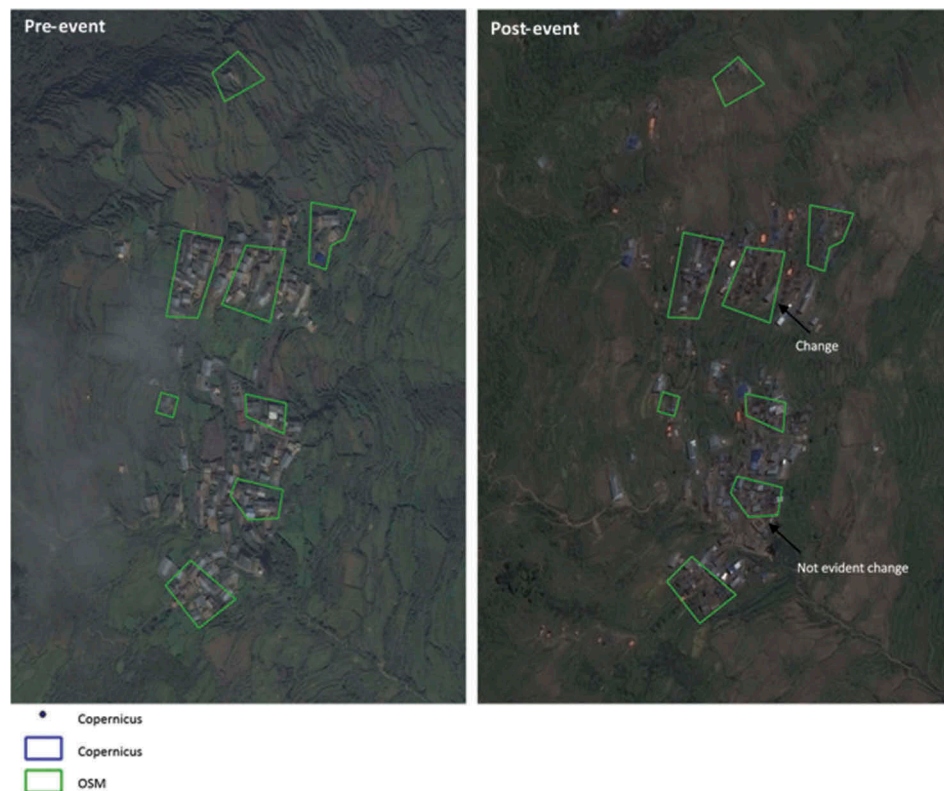 Pre-event
Post-event
Change
Not evident change
Copernicus
Copernicus
OSM